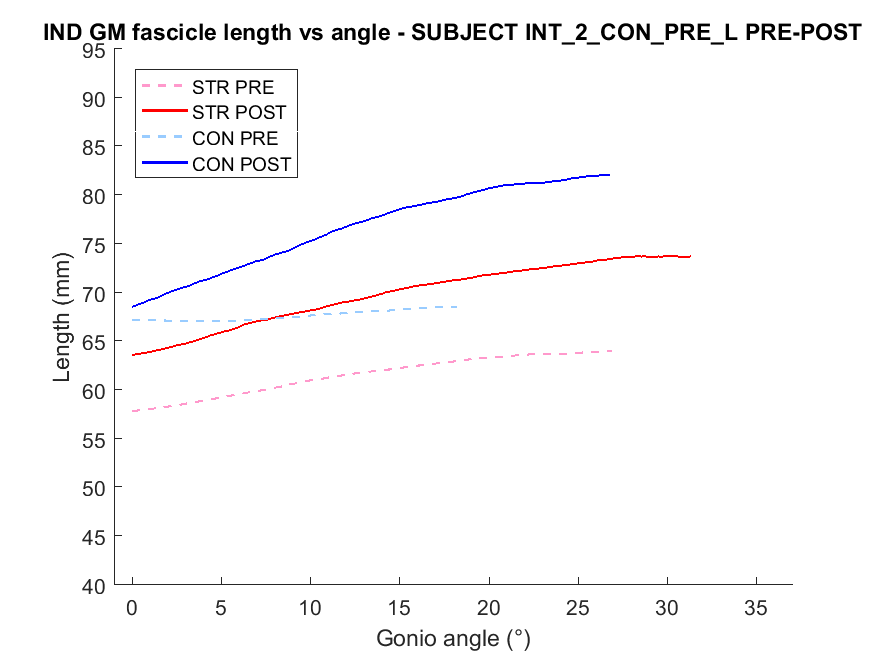 IND GM fascicle length vs angle - SUBJECT INT_2_CON_PRE_L PRE-POST
95
90
85
80
75
70
65
60
55
50
45
40
Length (mm)
STR PRE
STR POST
CON PRE
CON POST
0 5 10 15 20 25 30 35
Gonio angle (°)